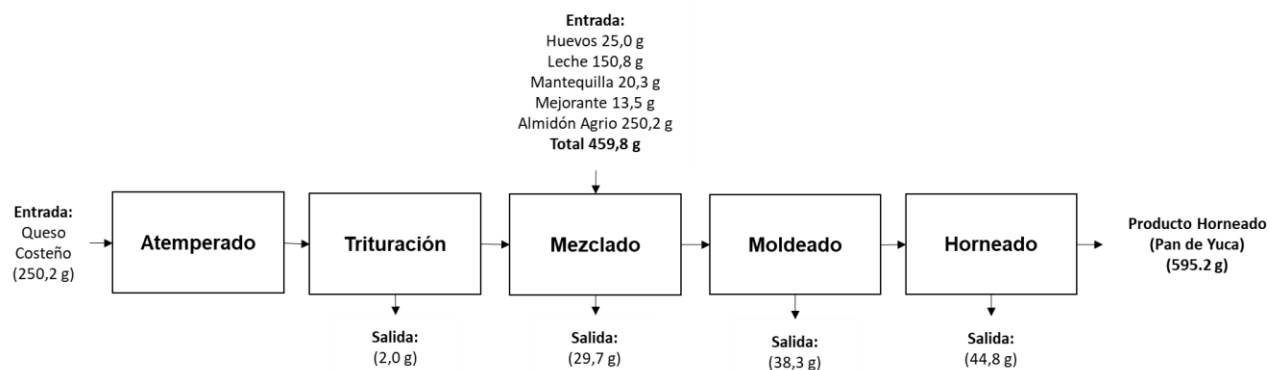 Entrada:
Huevos 25,0 g
Leche 150,8 g
Mantequilla 20,3 g
Mejorante 13,5 g
Almidón Agrio 250,2 g
Total 459,8 g
Entrada:
Queso
Costeño
(250,2 g)
Atemperado
Trituración
Mezclado
Moldeado
Horneado
Producto Horneado
(Pan de Yuca)
(595.2 g)
Salida:
(2,0 g)
Salida:
(29,7 g)
Salida:
(38,3 g)
Salida:
(44,8 g)